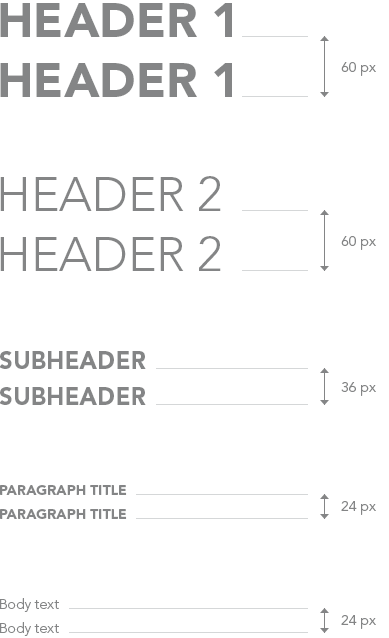 HEADER 1
HEADER 1
60 px
HEADER 2
HEADER 2
60 px
SUBHEADER
SUBHEADER
36 px
PARAGRAPH TITLE
PARAGRAPH TITLE
24 px
Body text
Body text
24 px